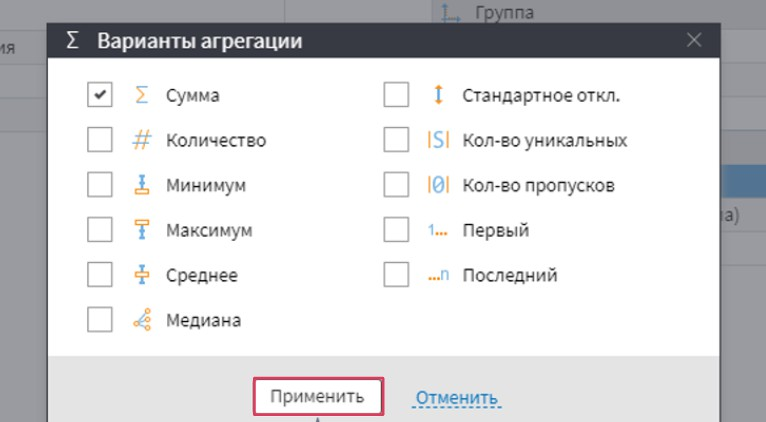 Группа
ия
Σ Варианты агрегации
Сумма
Стандартное откл.
Количество
|S| Кол-во уникальных
Минимум
|0| Кол-во пропусков
Максимум
1... Первый
а)
Среднее
...n Последний
Медиана
Применить
Отменить